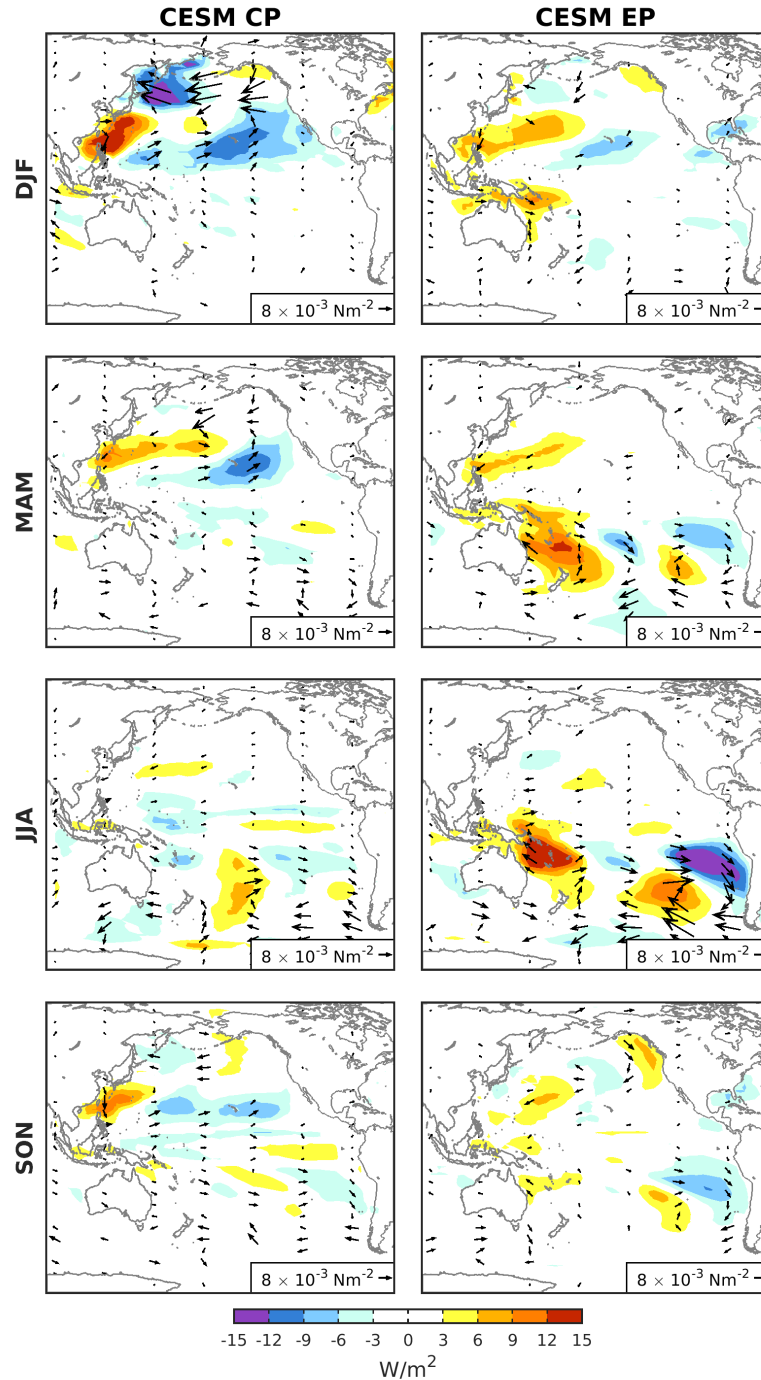 CESM CP CESM EP
DJF
8 × 10⁻³ Nm⁻² 8 × 10⁻³ Nm⁻²
MAM
8 × 10⁻³ Nm⁻² 8 × 10⁻³ Nm⁻²
JJA
8 × 10⁻³ Nm⁻² 8 × 10⁻³ Nm⁻²
SON
8 × 10⁻³ Nm⁻² 8 × 10⁻³ Nm⁻²
-15 -12 -9 -6 -3 0 3 6 9 12 15
W/m²